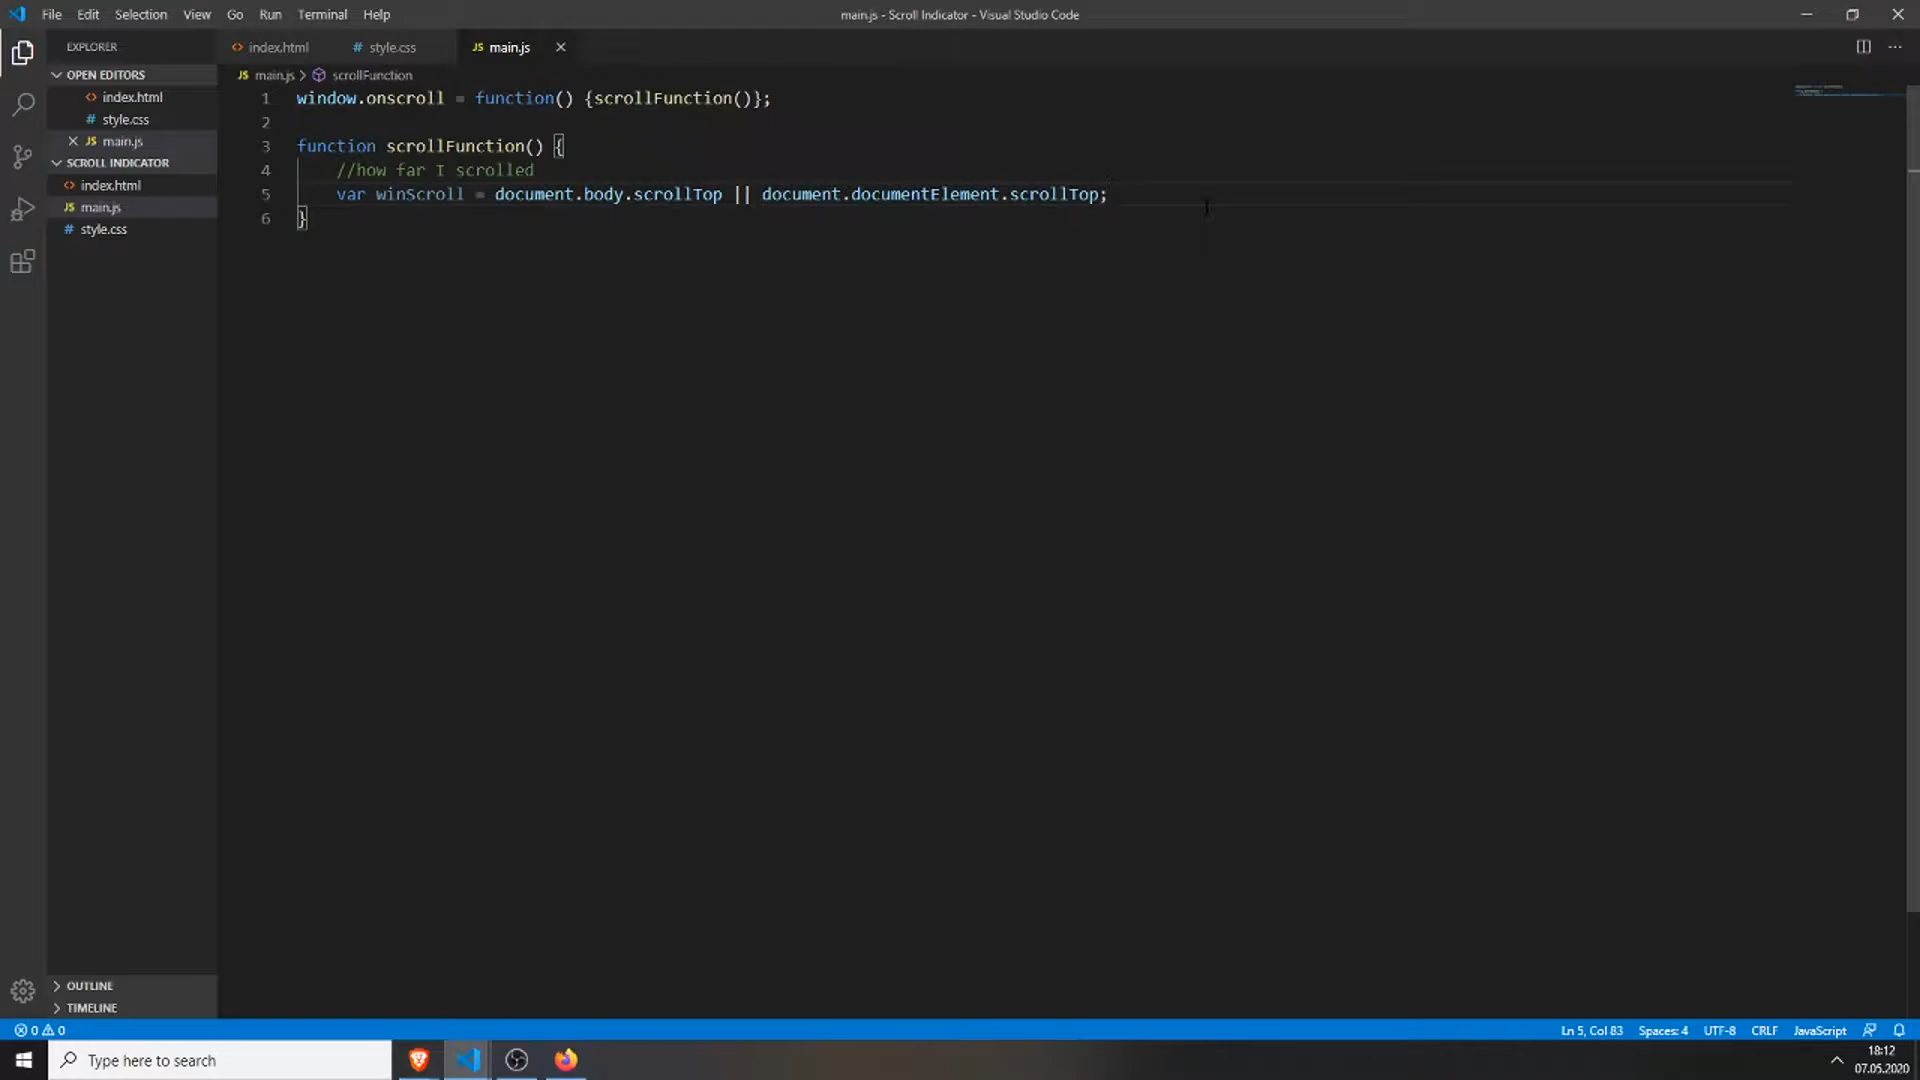 File Edit Selection View Go Run Terminal Help
main.js - Scroll Indicator - Visual Studio Code
EXPLORER
OPEN EDITORS
index.html
style.css
JS main.js
SCROLL INDICATOR
index.html
JS main.js
# style.css
OUTLINE
TIMELINE
index.html
# style.css
JS main.js
JS main.js > scrollFunction
1 window.onscroll = function() {scrollFunction()};
2
3 function scrollFunction() {
4 //how far I scrolled
5 var winScroll = document.body.scrollTop || document.documentElement.scrollTop;
6 }
0 0
Ln 5, Col 83 Spaces: 4 UTF-8 CRLF JavaScript
Type here to search
18:12
07.05.2020